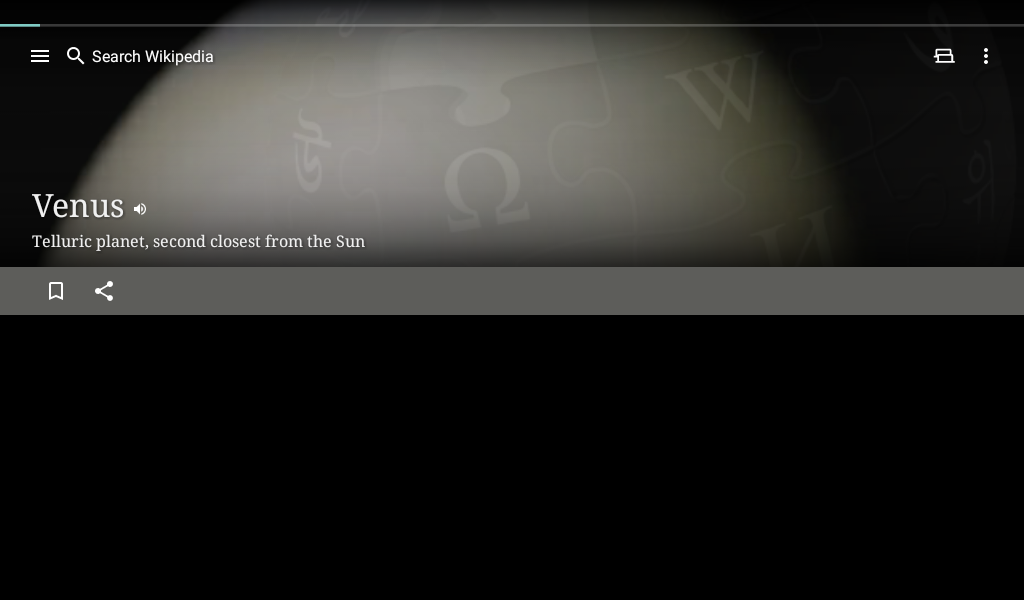 Search Wikipedia
Venus
Telluric planet, second closest from the Sun